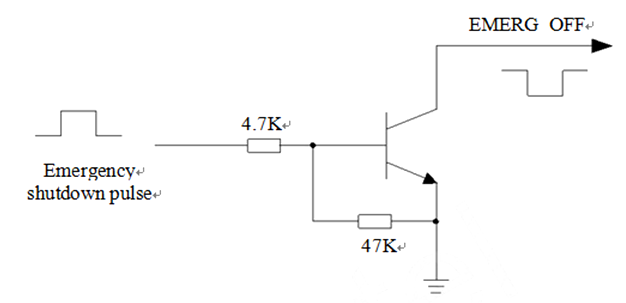 EMERG OFF
4.7K
Emergency
shutdown pulse
47K